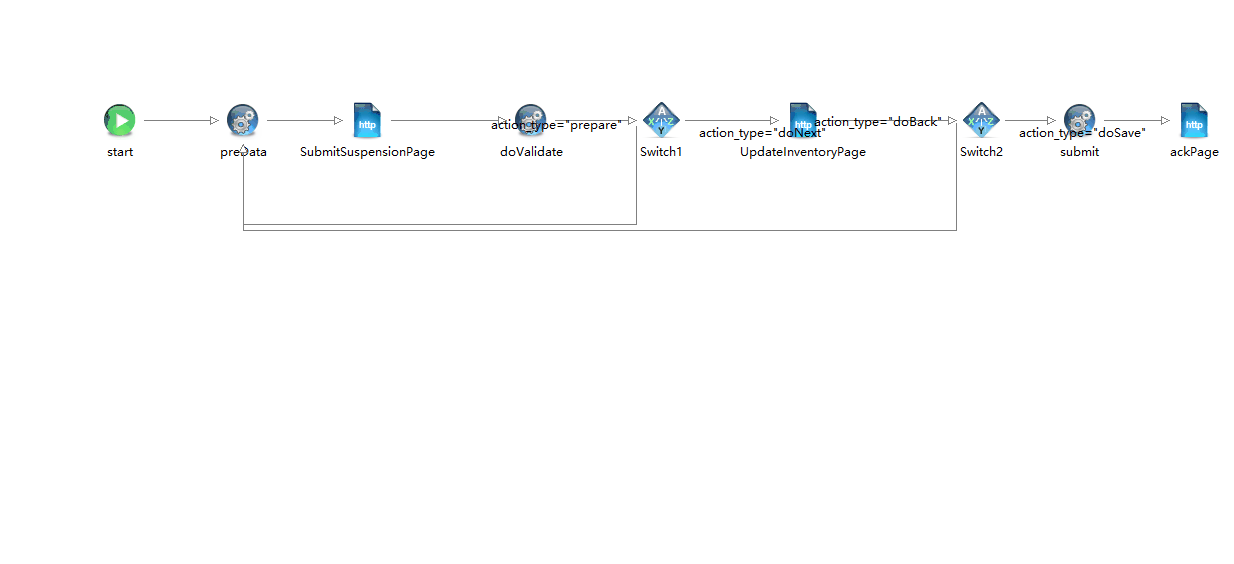 http
http
http
A
X Z
Y
A
X Z
Y
action_type="prepare"
action_type="doNext"
action_type="doBack"
action_type="doSave"
start
preData
SubmitSuspensionPage
doValidate
Switch1
UpdateInventoryPage
Switch2
submit
ackPage